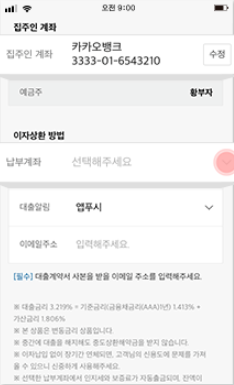 오전 9:00
집주인 계좌
집주인 계좌
카카오뱅크
3333-01-6543210
수정
예금주
황부자
이자상환 방법
납부계좌
선택해주세요
대출알림
앱푸시
이메일주소
입력해주세요.
[필수] 대출계약서 사본을 받을 이메일 주소를 입력해주세요.
※ 대출금리 3.219% = 기준금리(금융채금리(AAA)1년) 1.413% +
가산금리 1.806%
※ 본 상품은 변동금리 상품입니다.
※ 중간에 대출을 해지해도 중도상환해약금을 받지 않습니다.
※ 이자납입 없이 장기간 연체되면, 고객님의 신용도에 문제를 가져
올 수 있으니 신중하게 사용해주세요.
※ 선택한 납부계좌에서 인지세와 보증료가 자동출금되며, 잔액이